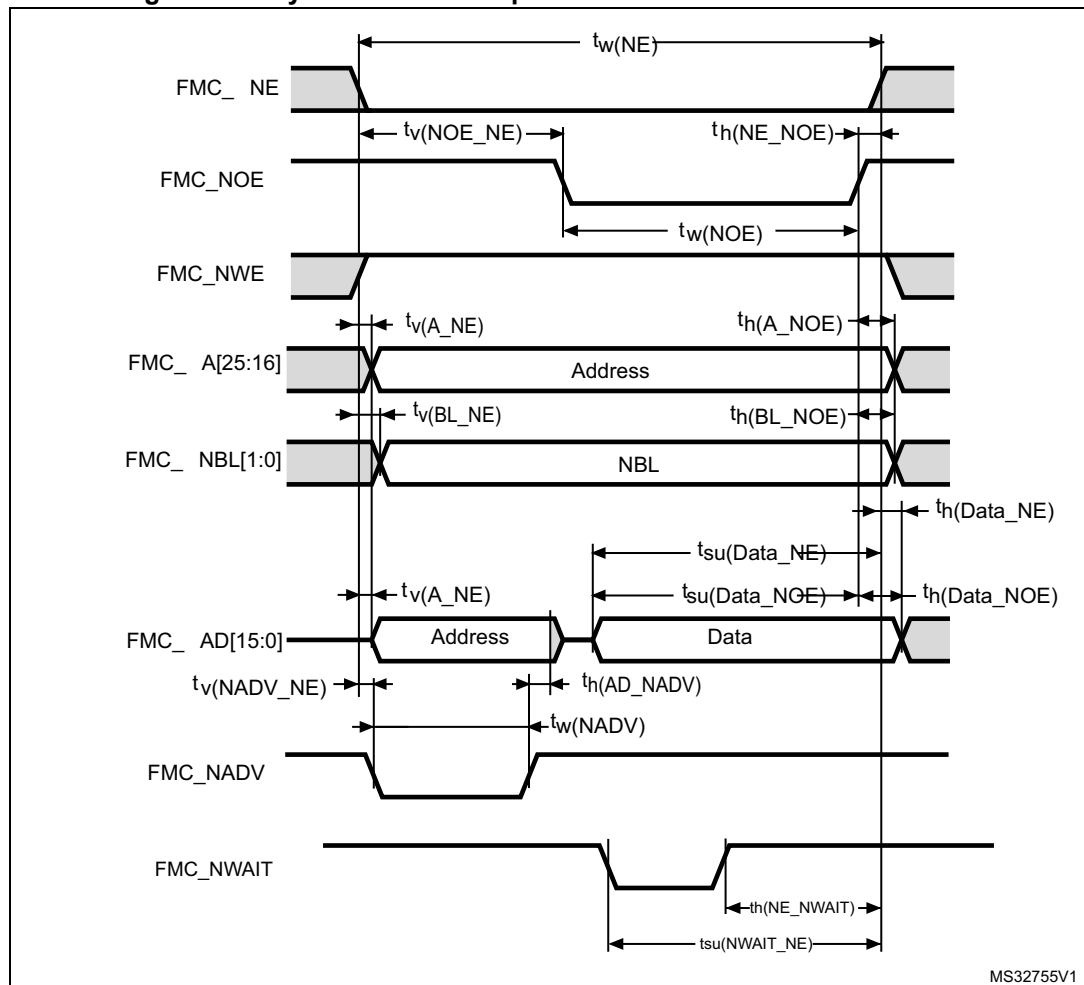 tw(NE)
FMC_ NE
tv(NOE_NE)
th(NE_NOE)
FMC_NOE
tw(NOE)
FMC_NWE
tv(A_NE)
th(A_NOE)
FMC_ A[25:16]
Address
tv(BL_NE)
th(BL_NOE)
FMC_ NBL[1:0]
NBL
th(Data_NE)
tsu(Data_NE)
tv(A_NE)
tsu(Data_NOE)
th(Data_NOE)
FMC_ AD[15:0]
Address
Data
tv(NADV_NE)
th(AD_NADV)
tw(NADV)
FMC_NADV
FMC_NWAIT
th(NE_NWAIT)
tsu(NWAIT_NE)
MS32755V1